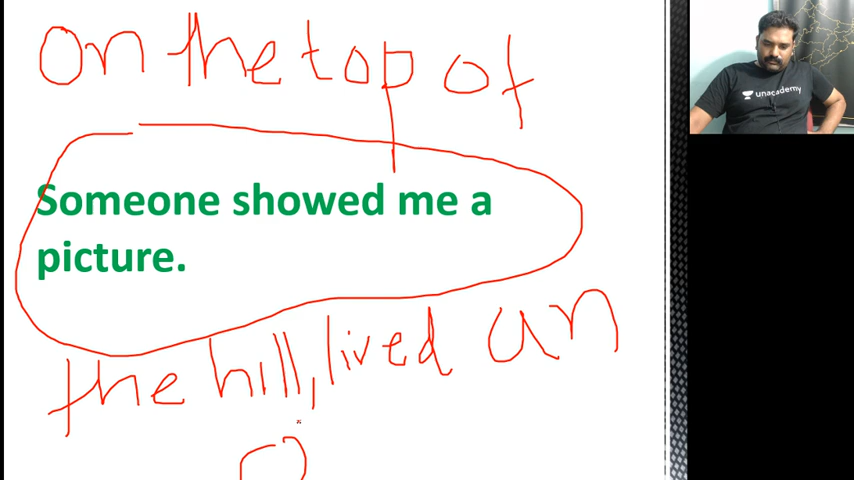 On the top of
unacademy
Someone showed me a
picture.
the hill, lived an